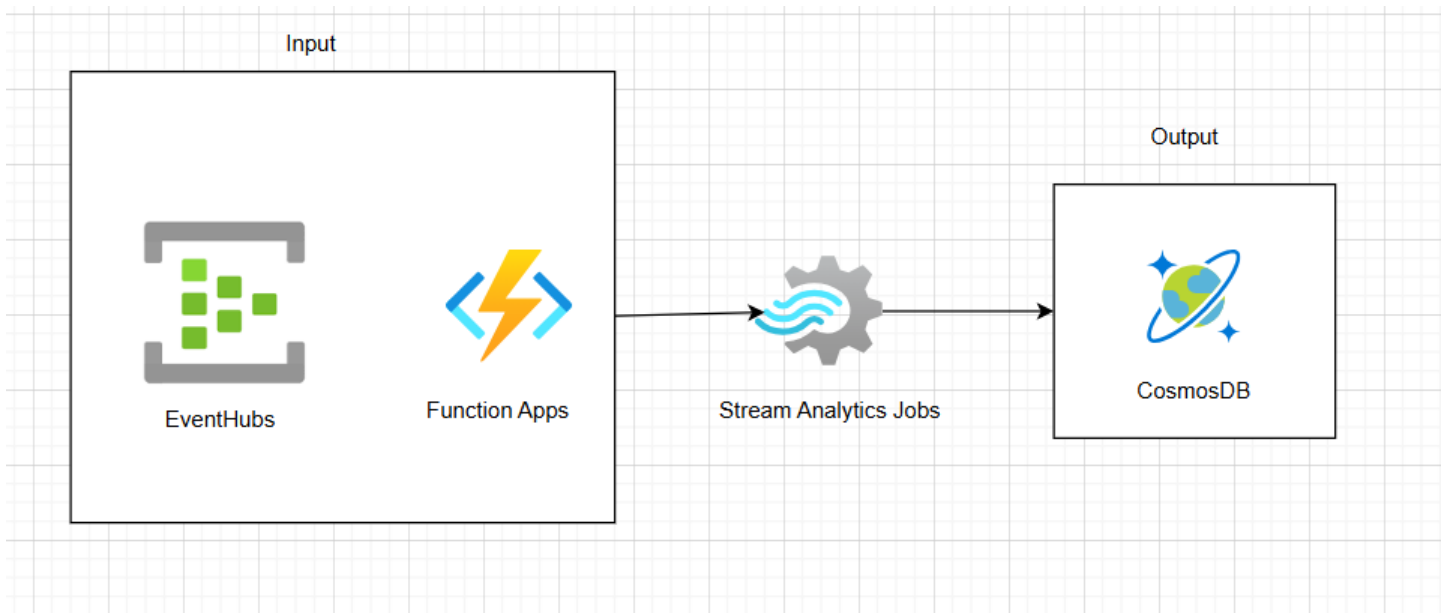 Input
Output
EventHubs
Function Apps
Stream Analytics Jobs
CosmosDB